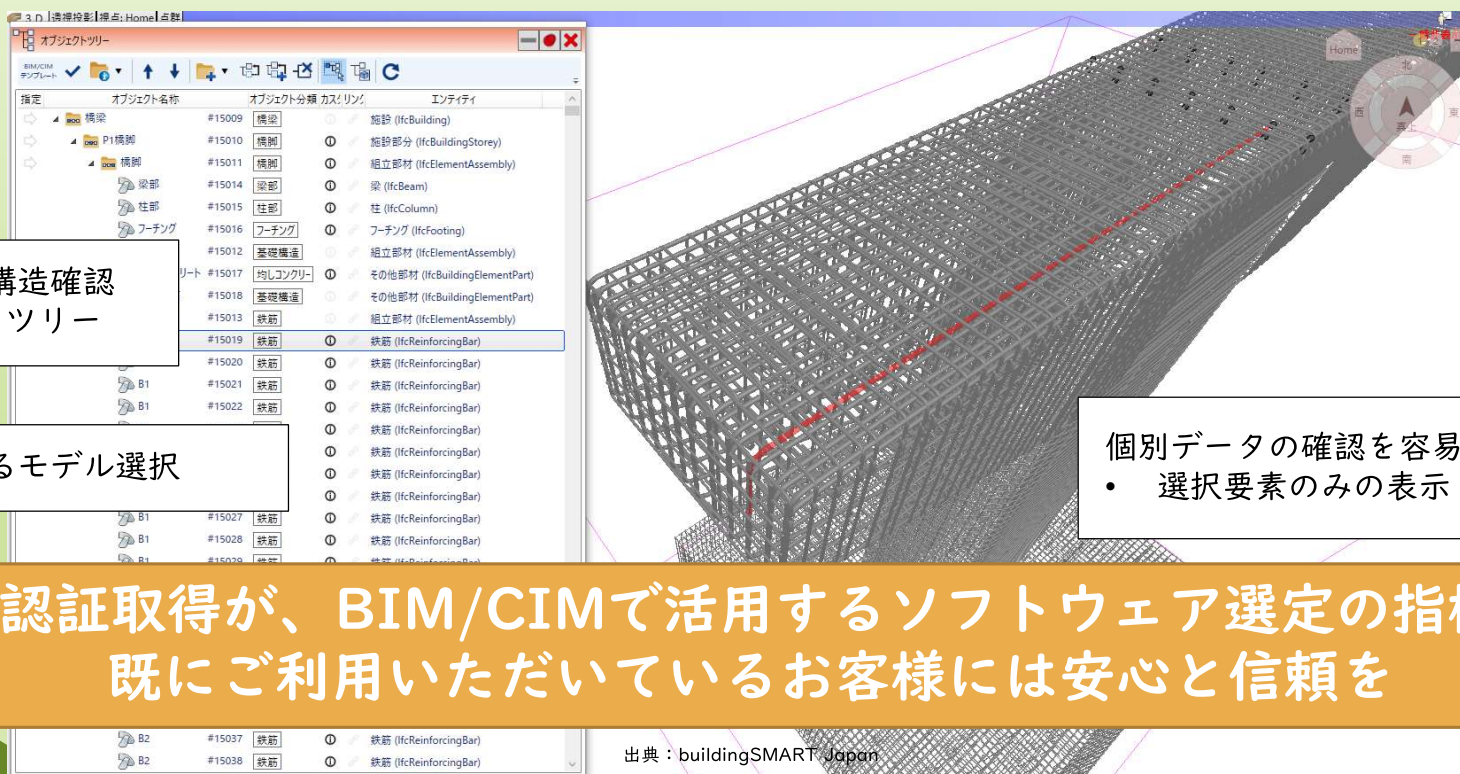 3 D 透視投影 視点: Home 点群
オブジェクトツリー
BIM/CIM
テンプレート
指定 オブジェクト名称 オブジェクト分類 カスタ リンク エンティティ
橋梁 #15009 橋梁 施設 (IfcBuilding)
P1橋脚 #15010 橋脚 施設部分 (IfcBuildingStorey)
橋脚 #15011 橋脚 組立部材 (IfcElementAssembly)
梁部 #15014 梁部 梁 (IfcBeam)
柱部 #15015 柱部 柱 (IfcColumn)
フーチング #15016 フーチング フーチング (IfcFooting)
#15012 基礎構造 組立部材 (IfcElementAssembly)
リート #15017 均しコンクリー その他部材 (IfcBuildingElementPart)
#15018 基礎構造 その他部材 (IfcBuildingElementPart)
#15013 鉄筋 組立部材 (IfcElementAssembly)
#15019 鉄筋 鉄筋 (IfcReinforcingBar)
#15020 鉄筋 鉄筋 (IfcReinforcingBar)
B1 #15021 鉄筋 鉄筋 (IfcReinforcingBar)
B1 #15022 鉄筋 鉄筋 (IfcReinforcingBar)
鉄筋 (IfcReinforcingBar)
鉄筋 (IfcReinforcingBar)
鉄筋 (IfcReinforcingBar)
鉄筋 (IfcReinforcingBar)
B1 #15027 鉄筋 鉄筋 (IfcReinforcingBar)
B1 #15028 鉄筋 鉄筋 (IfcReinforcingBar)
B1 #15029 鉄筋 鉄筋 (IfcReinforcingBar)
構造確認
ツリー
るモデル選択
Home
北
西
東
真上
南
個別データの確認を容易
• 選択要素のみの表示
認証取得が、BIM/CIMで活用するソフトウェア選定の指
既にご利用いただいているお客様には安心と信頼を
B2 #15037 鉄筋 鉄筋 (IfcReinforcingBar)
B2 #15038 鉄筋 鉄筋 (IfcReinforcingBar)
出典：buildingSMART Japan